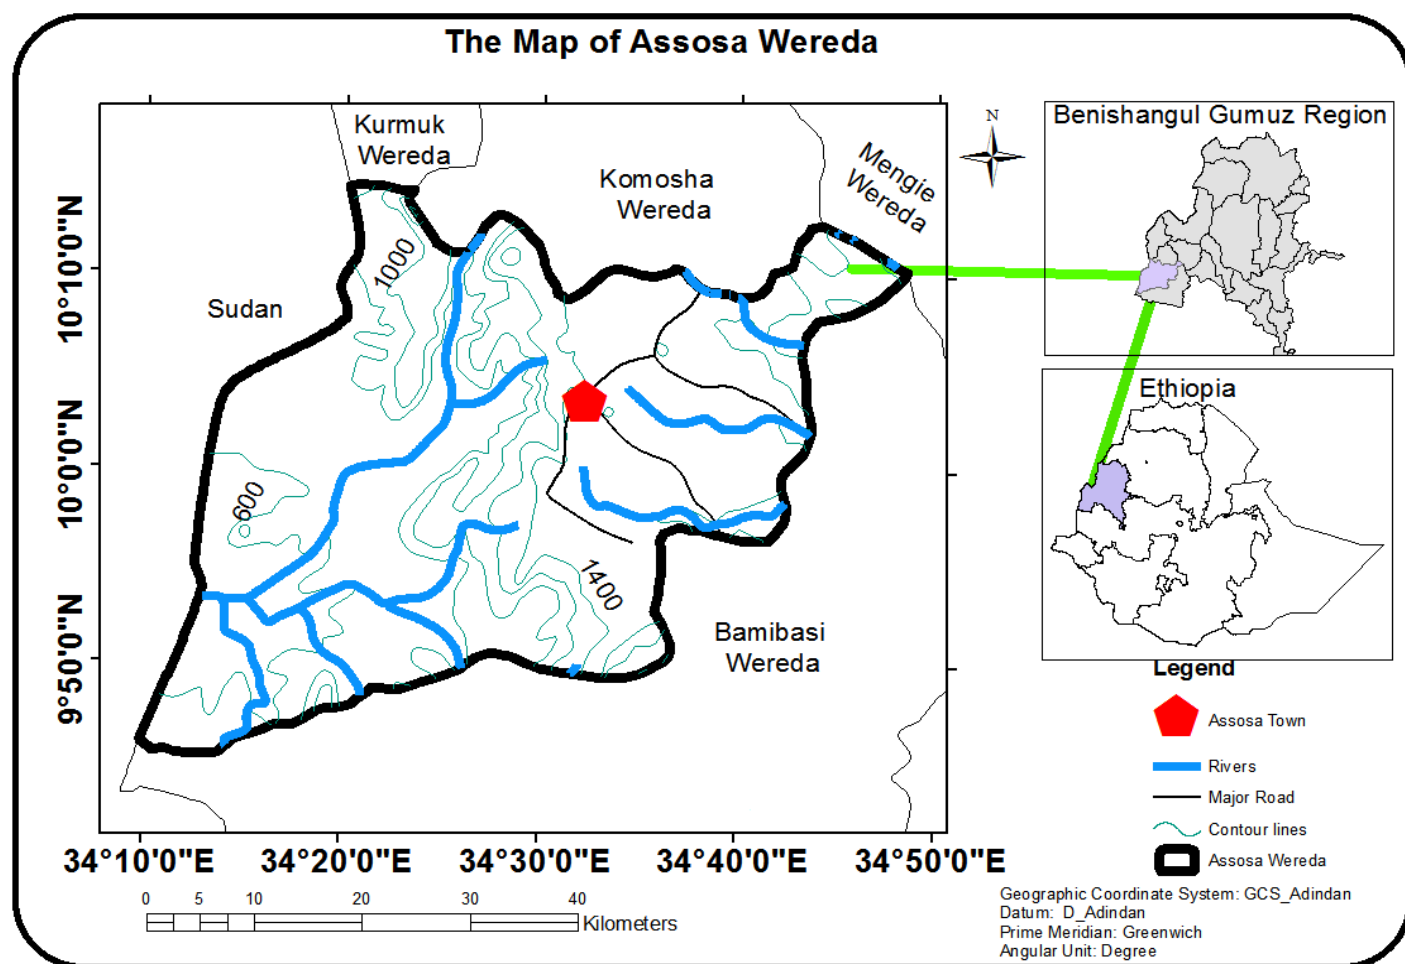 The Map of Assosa Wereda
Kurmuk
Wereda
Komosha
Wereda
Mengie
Wereda
N
Sudan
1000
600
1400
Bamibasi
Wereda
10°10'0"N
10°0'0"N
9°50'0"N
34°10'0"E 34°20'0"E 34°30'0"E 34°40'0"E 34°50'0"E
0 5 10 20 30 40
Kilometers
Benishangul Gumuz Region
Ethiopia
Legend
Assosa Town
Rivers
Major Road
Contour lines
Assosa Wereda
Geographic Coordinate System: GCS_Adindan
Datum: D_Adindan
Prime Meridian: Greenwich
Angular Unit: Degree